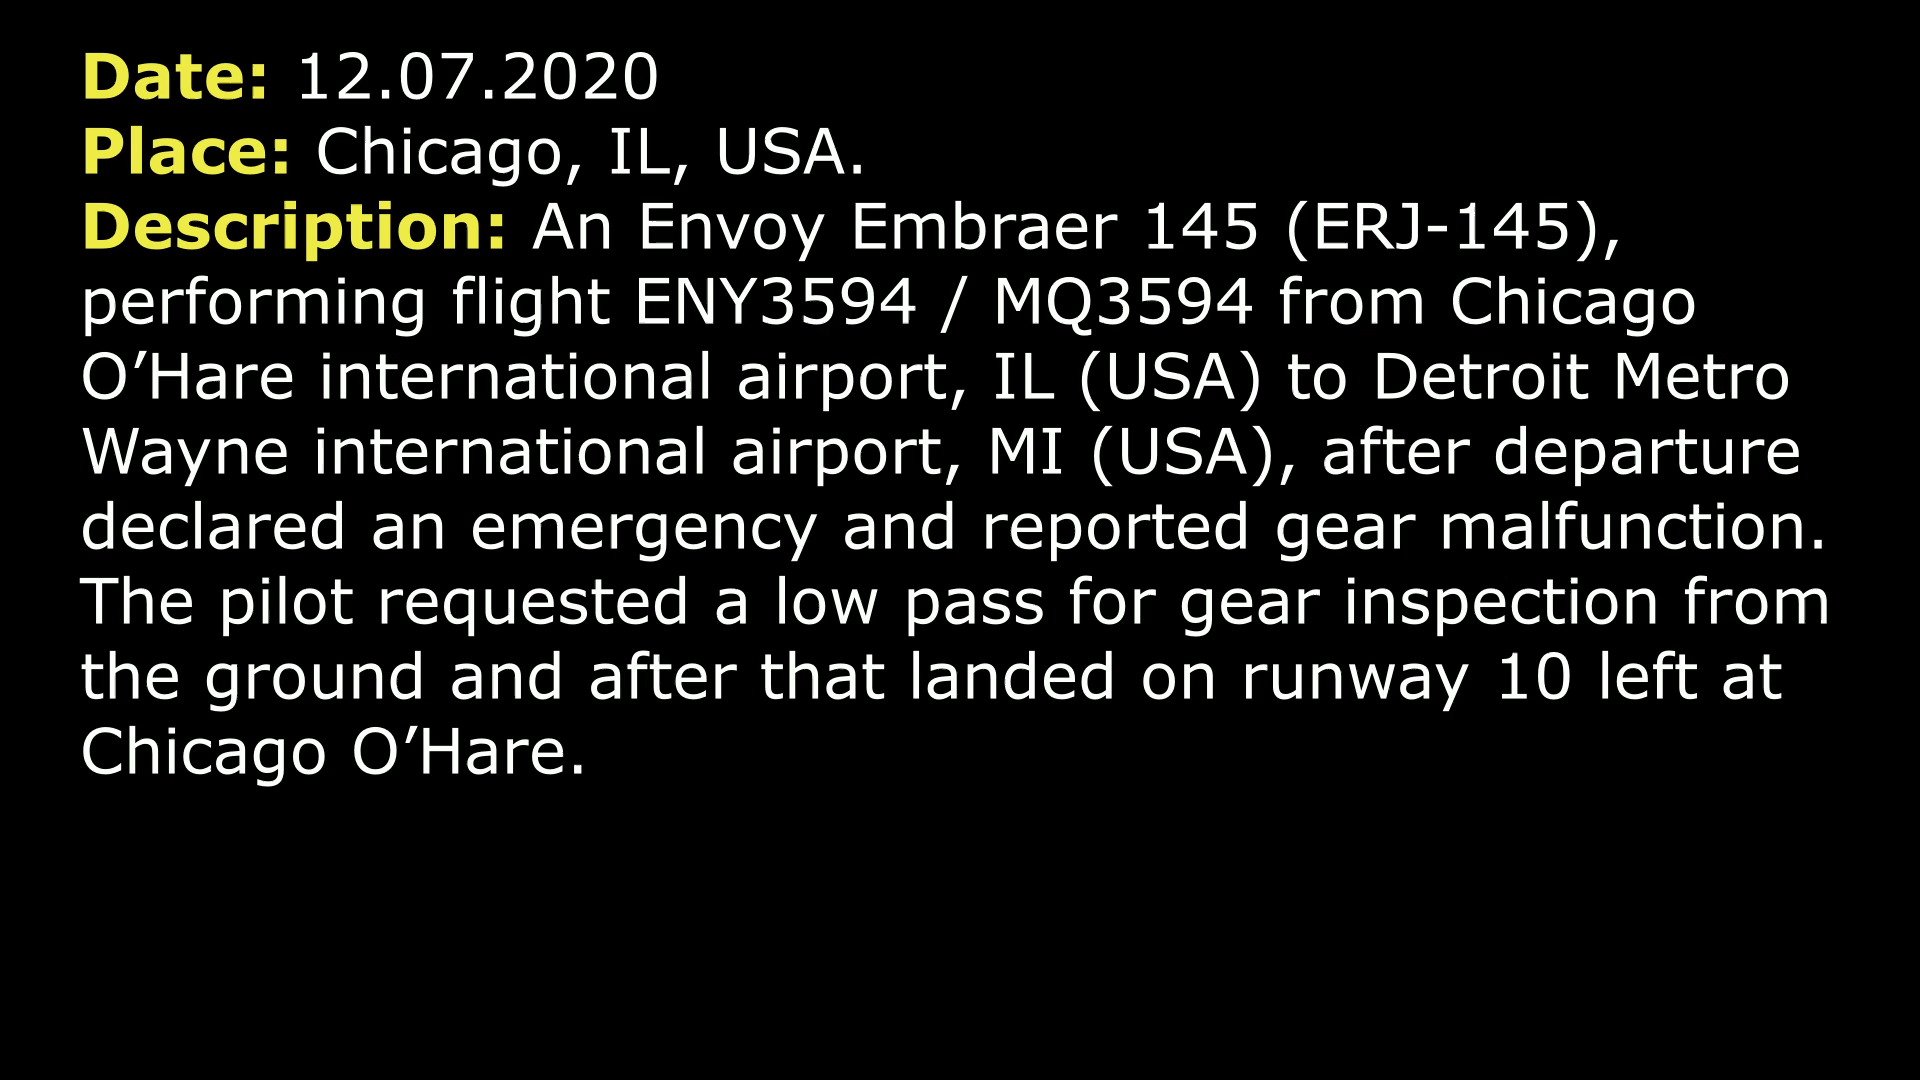 Date: 12.07.2020
Place: Chicago, IL, USA.
Description: An Envoy Embraer 145 (ERJ-145),
performing flight ENY3594 / MQ3594 from Chicago
O’Hare international airport, IL (USA) to Detroit Metro
Wayne international airport, MI (USA), after departure
declared an emergency and reported gear malfunction.
The pilot requested a low pass for gear inspection from
the ground and after that landed on runway 10 left at
Chicago O’Hare.